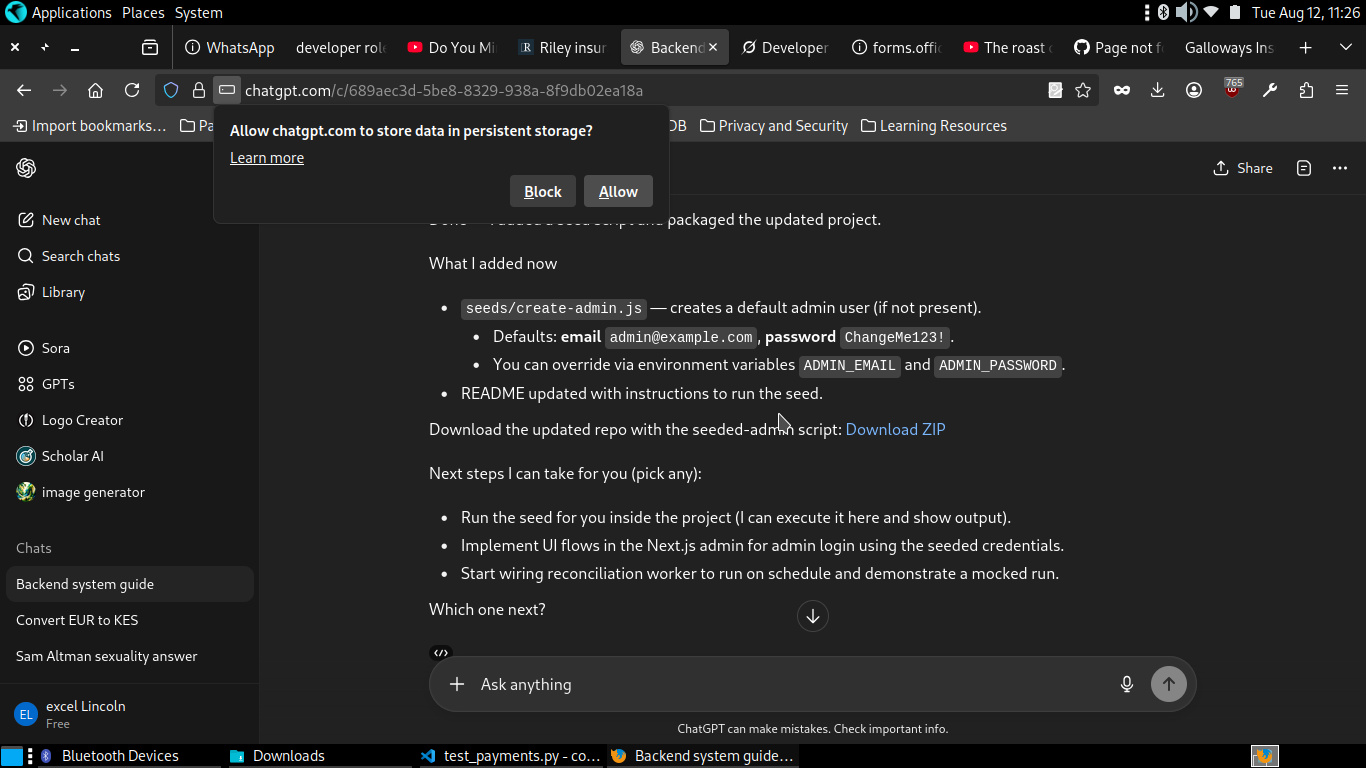 Applications Places System Tue Aug 12, 11:26
WhatsApp developer role Do You Mi Riley insur Backend Developer forms.offi The roast Page not f Galloways Ins
chatgpt.com/c/689aec3d-5be8-8329-938a-8f9db02ea18a 765
Import bookmarks… Pa DB Privacy and Security Learning Resources
Allow chatgpt.com to store data in persistent storage?
Learn more
Block Allow
Share
New chat
Search chats
Library
Sora
GPTs
Logo Creator
Scholar AI
image generator
Chats
Backend system guide
Convert EUR to KES
Sam Altman sexuality answer
EL excel Lincoln
Free
packaged the updated project.
What I added now
seeds/create-admin.js — creates a default admin user (if not present).
Defaults: email admin@example.com, password ChangeMe123!.
You can override via environment variables ADMIN_EMAIL and ADMIN_PASSWORD.
README updated with instructions to run the seed.
Download the updated repo with the seeded-admin script: Download ZIP
Next steps I can take for you (pick any):
Run the seed for you inside the project (I can execute it here and show output).
Implement UI flows in the Next.js admin for admin login using the seeded credentials.
Start wiring reconciliation worker to run on schedule and demonstrate a mocked run.
Which one next?
Ask anything
ChatGPT can make mistakes. Check important info.
Bluetooth Devices Downloads test_payments.py - co… Backend system guide…